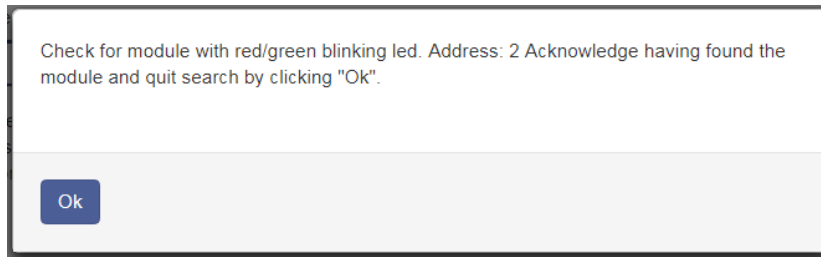 Check for module with red/green blinking led. Address: 2 Acknowledge having found the
module and quit search by clicking "Ok".
Ok